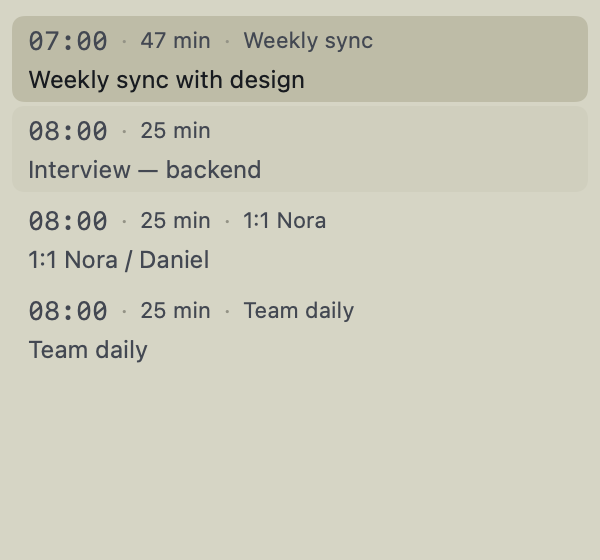 07:00 · 47 min · Weekly sync
Weekly sync with design
08:00 · 25 min
Interview — backend
08:00 · 25 min · 1:1 Nora
1:1 Nora / Daniel
08:00 · 25 min · Team daily
Team daily